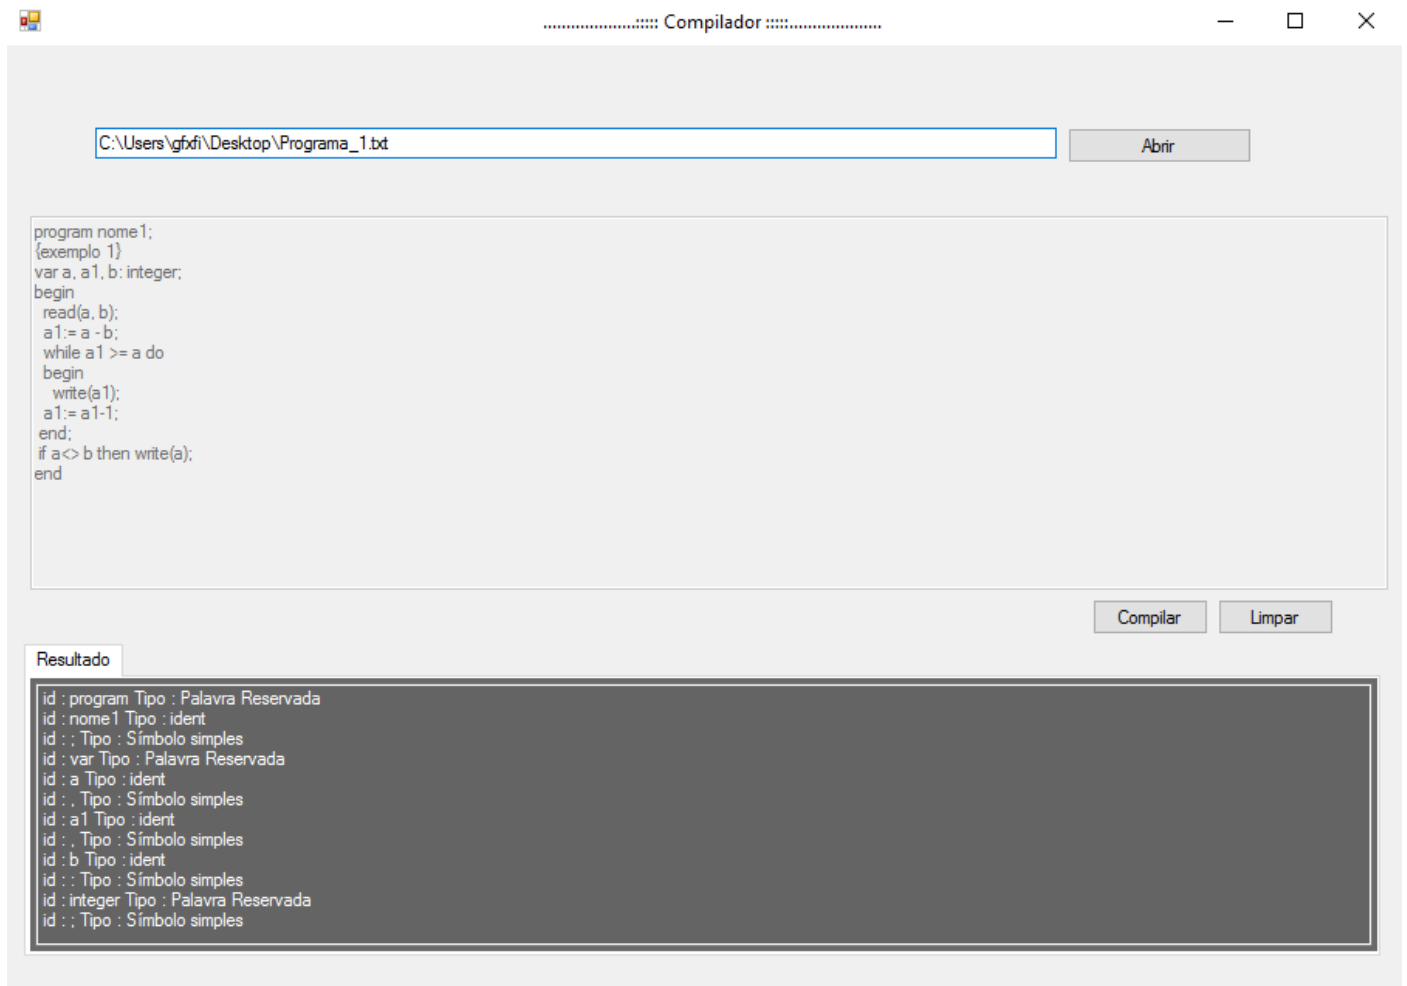 ....................::::: Compilador :::::....................
C:\Users\gfxfi\Desktop\Programa_1.txt
Abrir
program nome1;
{exemplo 1}
var a, a1, b: integer;
begin
read(a, b);
a1:= a - b;
while a1 >= a do
begin
write(a1);
a1:= a1-1;
end;
if a<> b then write(a);
end
Compilar
Limpar
Resultado
id : program Tipo : Palavra Reservada
id : nome1 Tipo : ident
id : ; Tipo : Símbolo simples
id : var Tipo : Palavra Reservada
id : a Tipo : ident
id : , Tipo : Símbolo simples
id : a1 Tipo : ident
id : , Tipo : Símbolo simples
id : b Tipo : ident
id : : Tipo : Símbolo simples
id : integer Tipo : Palavra Reservada
id : ; Tipo : Símbolo simples